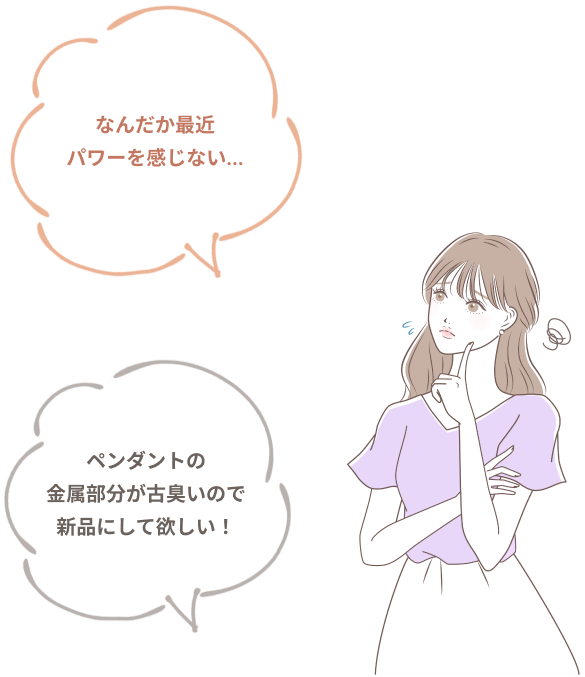 なんだか最近
パワーを感じない...
ペンダントの
金属部分が古臭いので
新品にして欲しい！